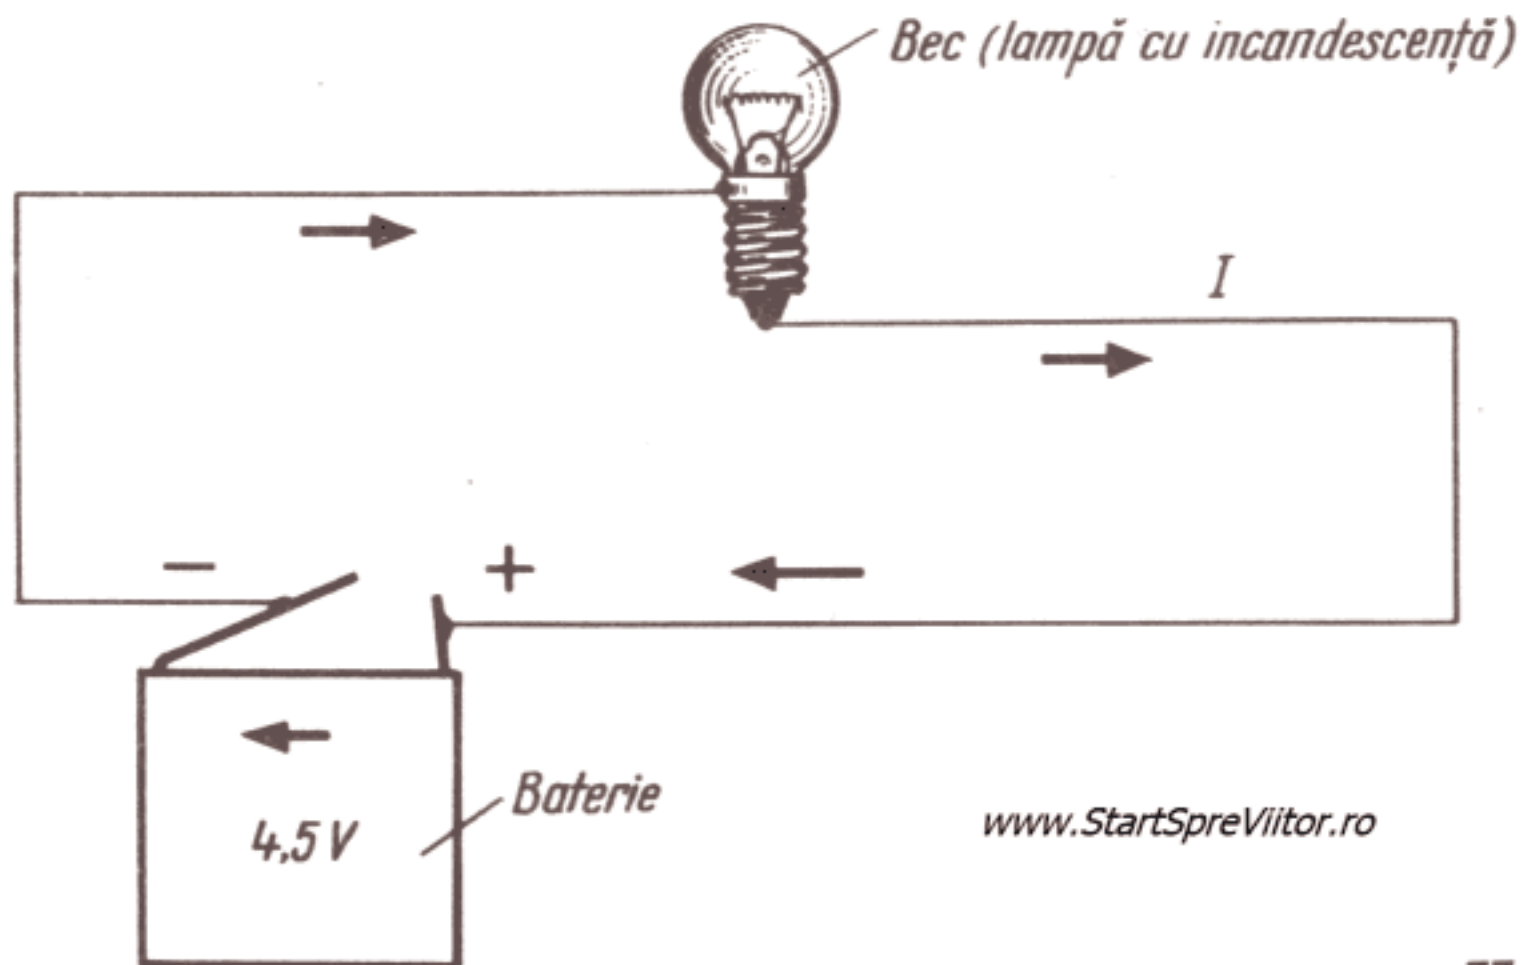 Bec (lampă cu incandescență)
I
− +
Baterie
4,5 V
www.StartSpreViitor.ro